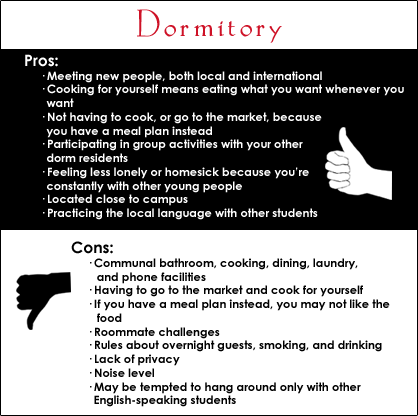 Dormitory
Pros:
· Meeting new people, both local and international
· Cooking for yourself means eating what you want whenever you
want
· Not having to cook, or go to the market, because
you have a meal plan instead
· Participating in group activities with your other
dorm residents
· Feeling less lonely or homesick because you're
constantly with other young people
· Located close to campus
· Practicing the local language with other students
Cons:
· Communal bathroom, cooking, dining, laundry,
and phone facilities
· Having to go to the market and cook for yourself
· If you have a meal plan instead, you may not like the
food
· Roommate challenges
· Rules about overnight guests, smoking, and drinking
· Lack of privacy
· Noise level
· May be tempted to hang around only with other
English-speaking students